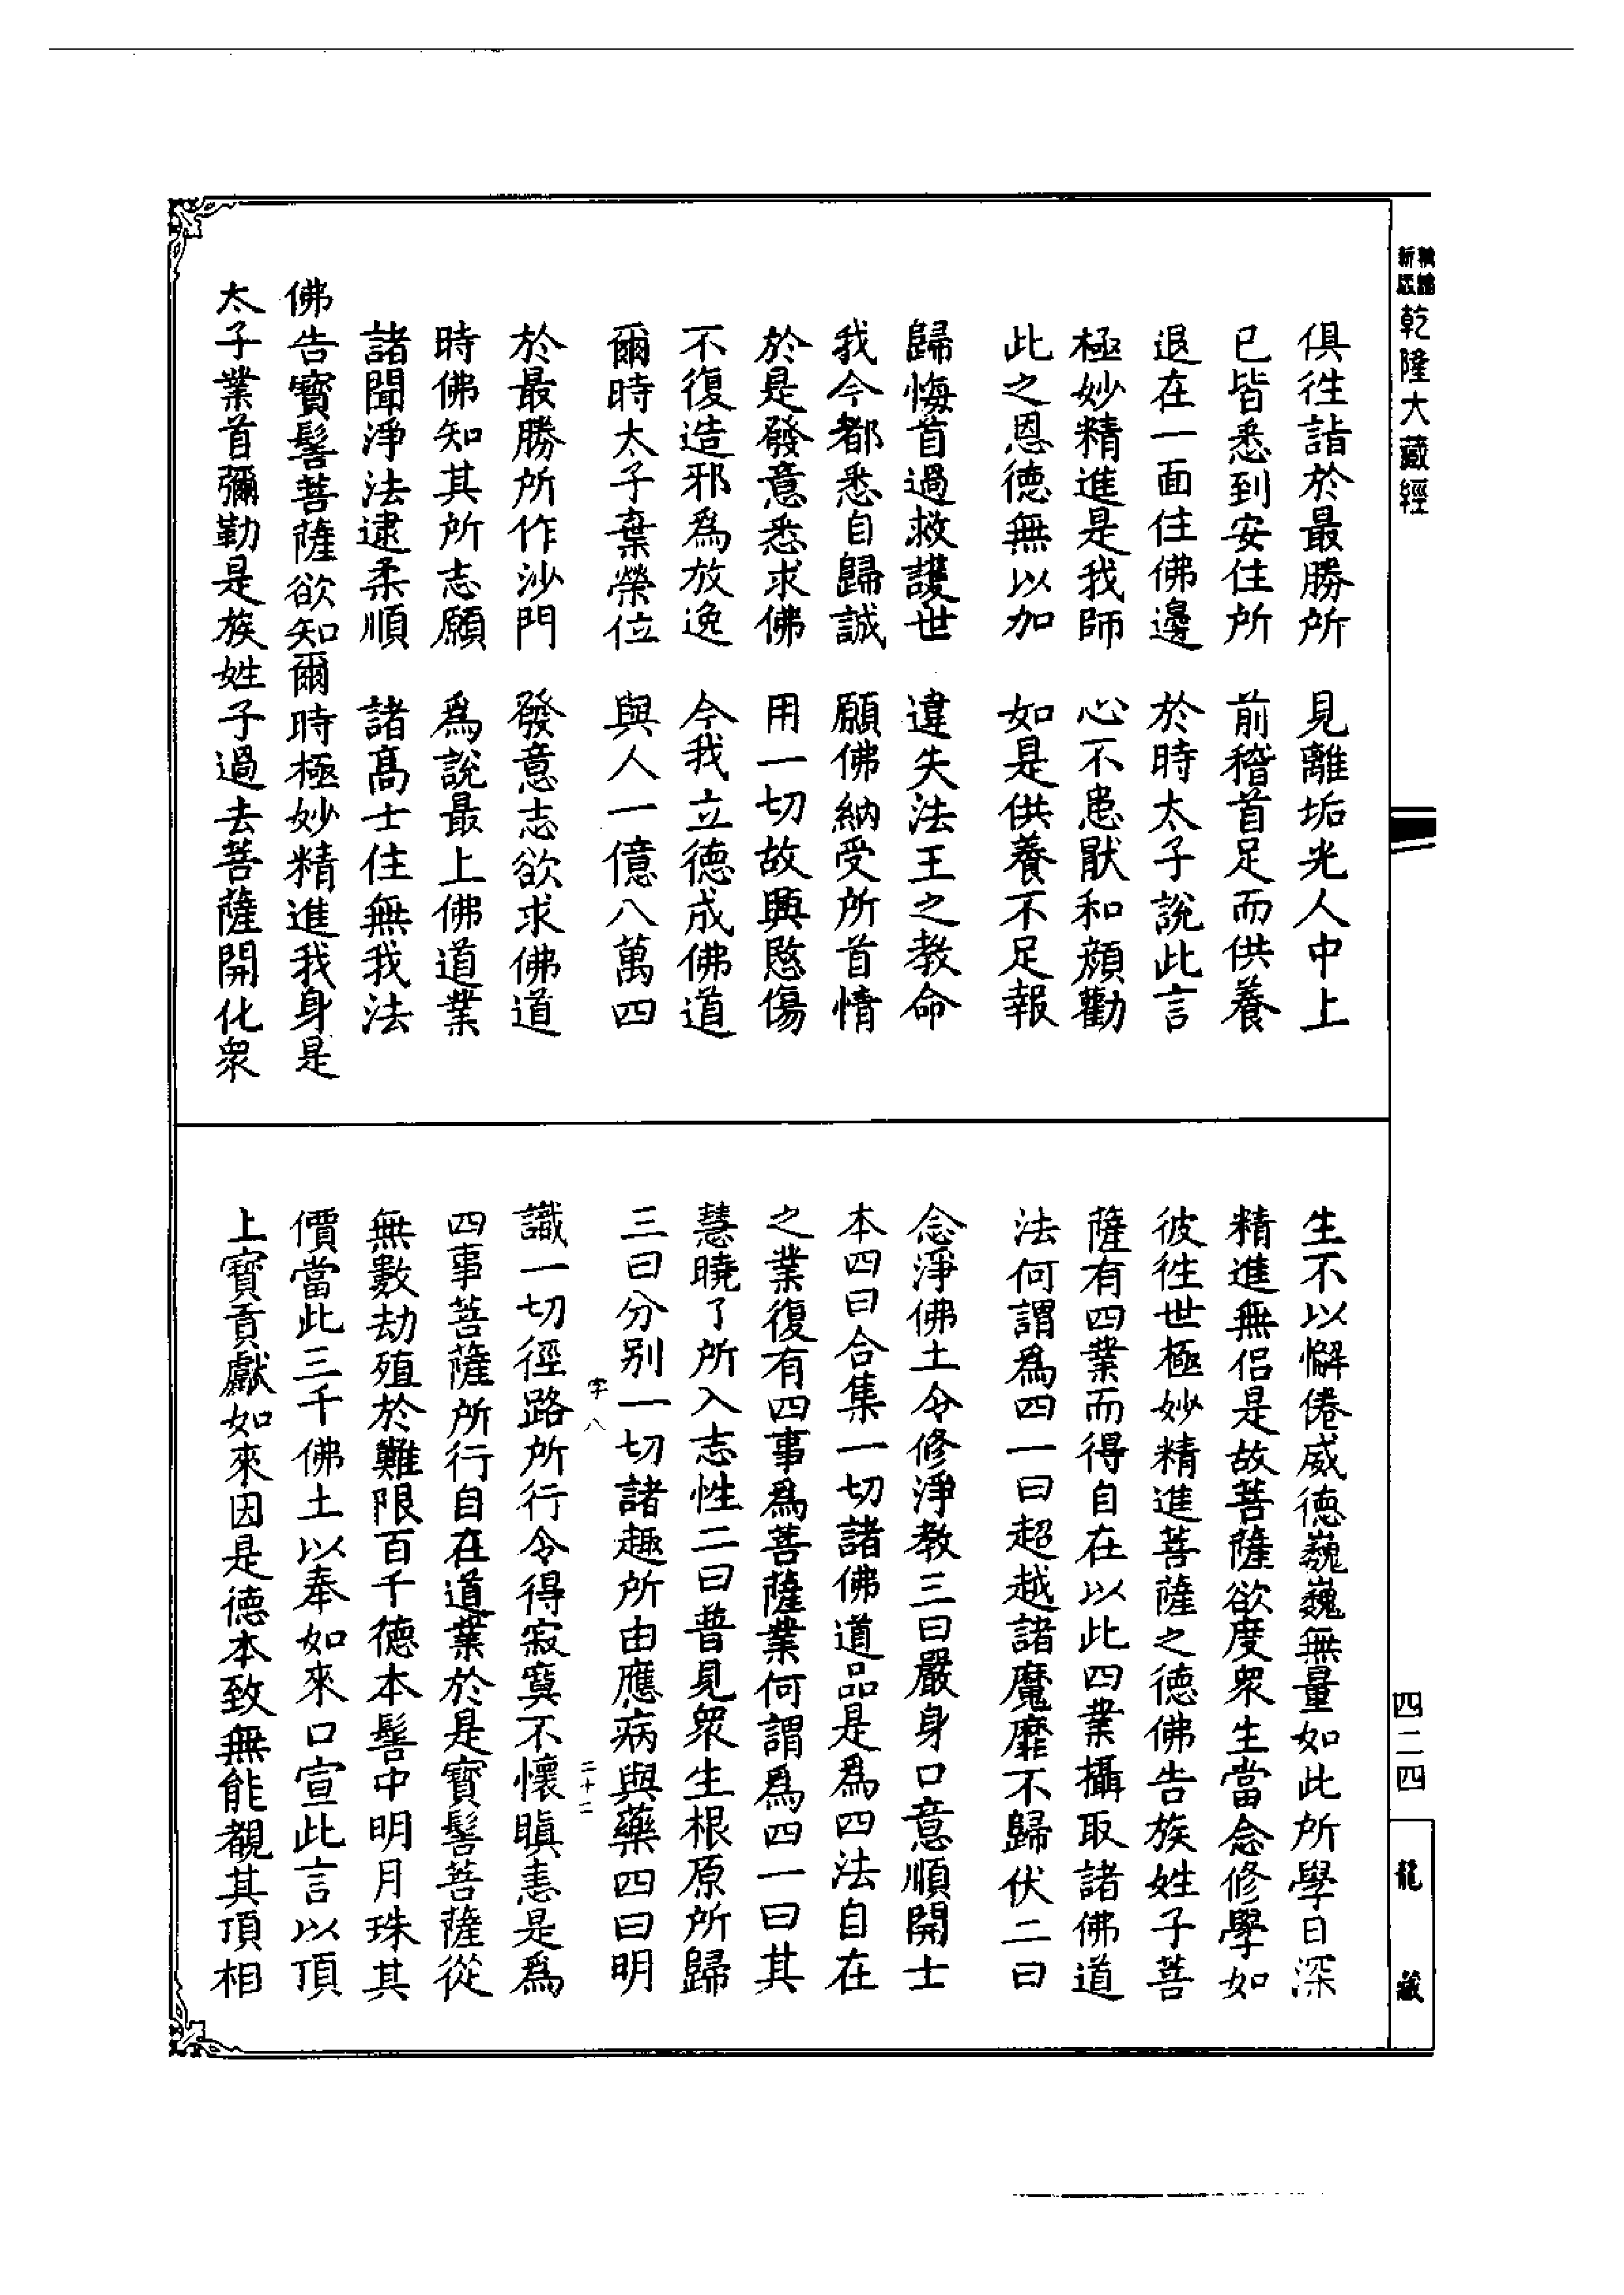 新版
精縮
乾隆大藏經
俱徃詣於最勝所　見離垢光人中上
已皆悉到安住所　前稽首足而供養
退在一面住佛邊　於時太子說此言
極妙精進是我師　心不恚猒和顔勸
此之恩德無以加　如是供養不足報
歸悔首過救護世　違失法王之教命
我今都悉自歸誠　願佛納受所首情
於是發意悉求佛　用一切故興愍傷
不復造邪爲放逸　今我立德成佛道
爾時太子棄榮位　與人一億八萬四
於最勝所作沙門　發意志欲求佛道
時佛知其所志願　爲說最上佛道業
諸聞淨法逮柔順　諸髙士住無我法
佛告寶髻菩薩欲知爾時極妙精進我身是
太子業首彌勒是族姓子過去菩薩開化衆
生不以懈倦威德巍巍無量如此所學日深
精進無侣是故菩薩欲度衆生當念修學如
彼徃世極妙精進菩薩之德佛告族姓子菩
薩有四業而得自在以此四業攝取諸佛道
法何謂爲四一曰超越諸魔靡不歸伏二曰
念淨佛土令修淨教三曰嚴身口意順開士
本四曰合集一切諸佛道品是爲四法自在
之業復有四事爲菩薩業何謂爲四一曰其
慧曉了所入志性二曰普見衆生根原所歸
三曰分别一切諸趣所由應病與藥四曰明
字八　二十二
識一切徑路所行令得寂寞不懷瞋恚是爲
四事菩薩所行自在道業於是寶髻菩薩從
無數劫殖於難限百千德本髻中明月珠其
價當此三千佛土以奉如來口宣此言以頂
上寶貢獻如來因是德本致無能覩其頂相
四二四
龍藏